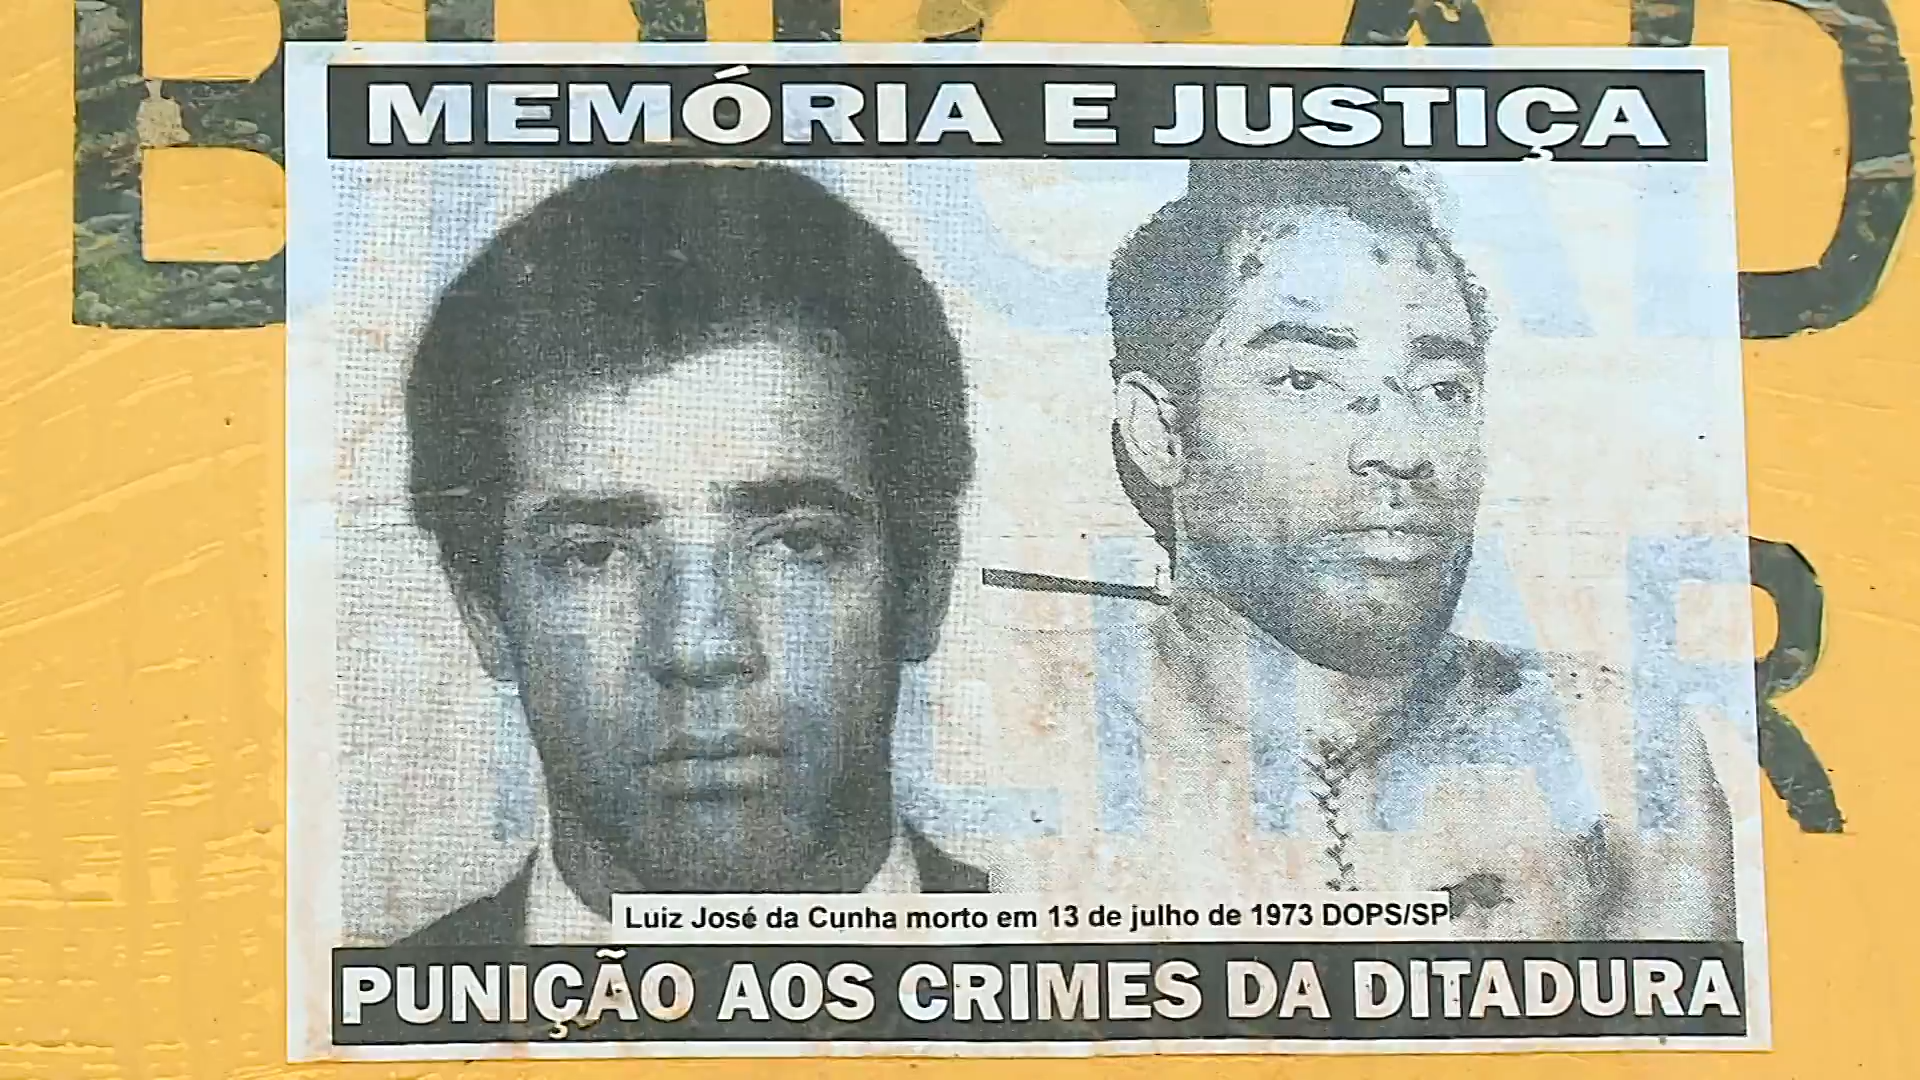 MEMÓRIA E JUSTIÇA
Luiz José da Cunha morto em 13 de julho de 1973 DOPS/SP
PUNIÇÃO AOS CRIMES DA DITADURA